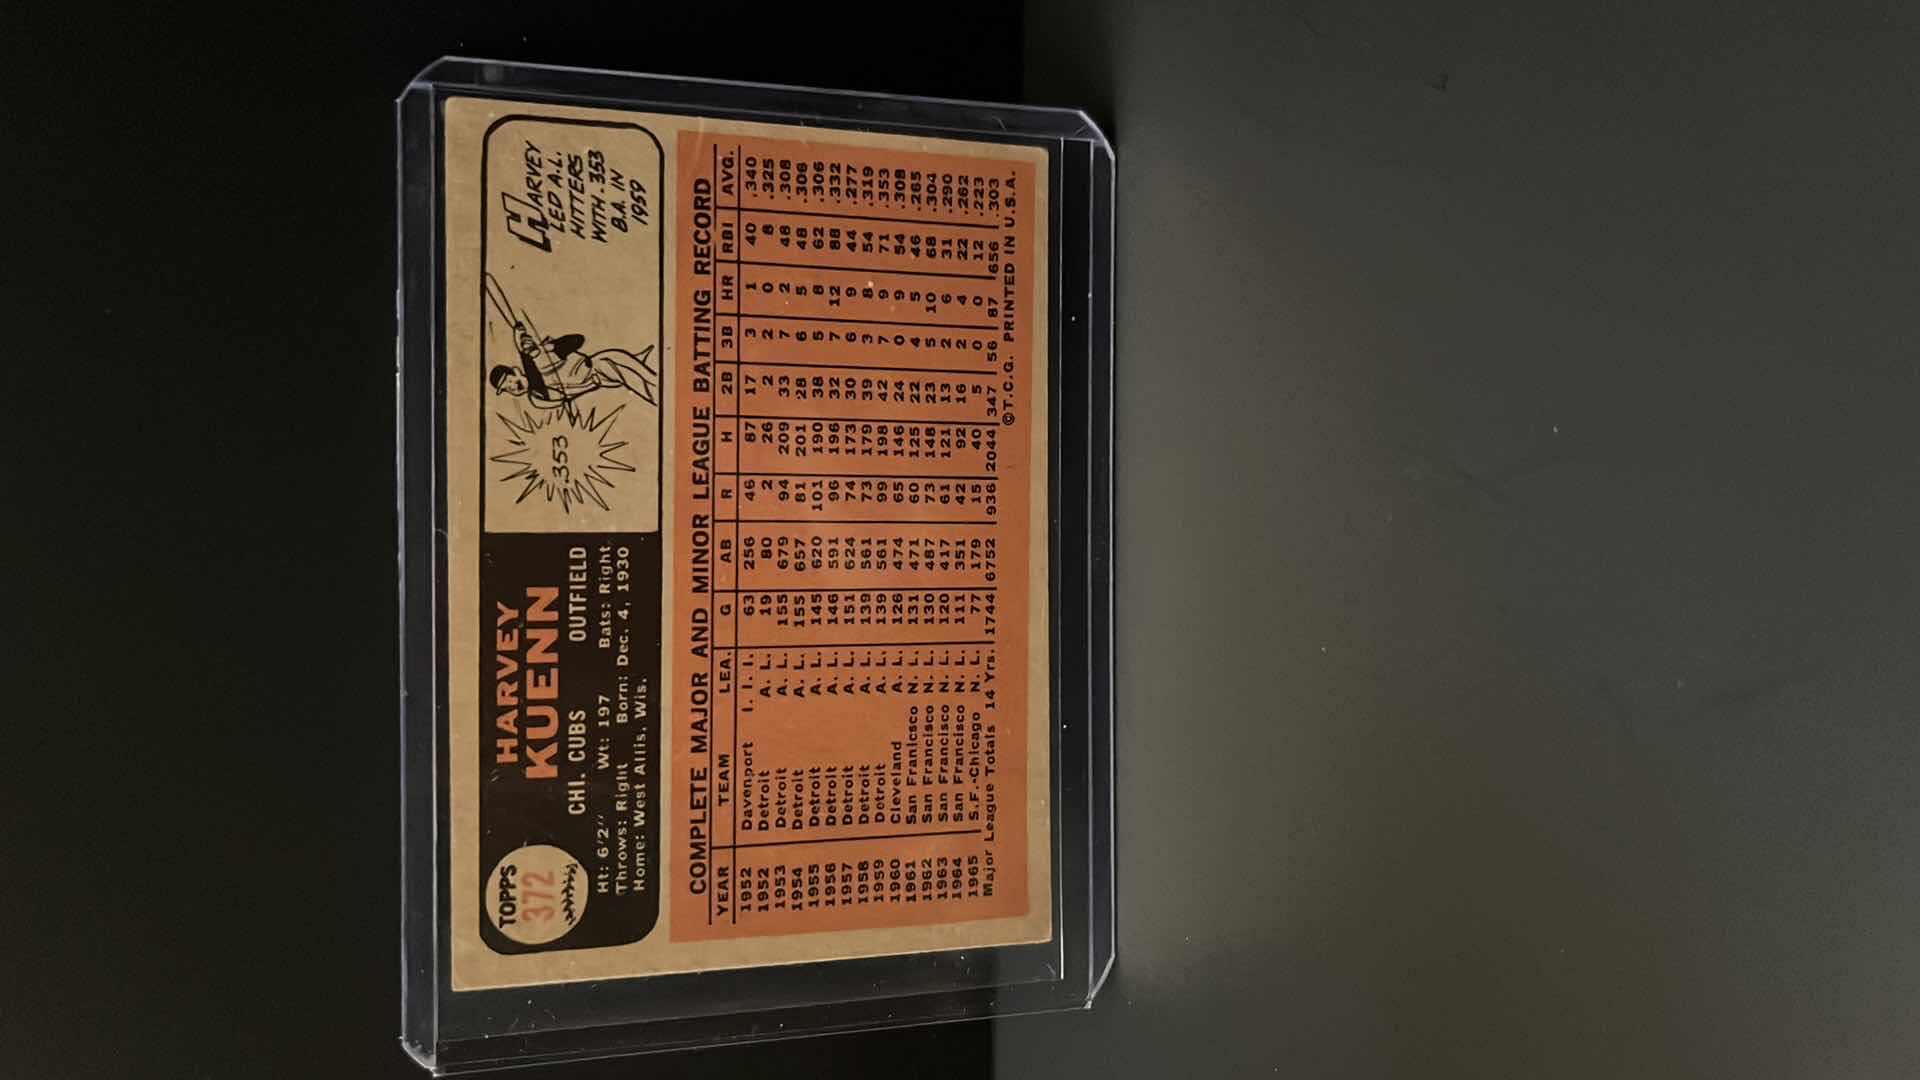 TOPPS
372
HARVEY
KUENN
CHI. CUBS OUTFIELD
Ht: 6'2" Wt: 197 Bats: Right
Throws: Right Born: Dec. 4, 1930
Home: West Allis, Wis.
.353
HARVEY
LED A.L.
HITTERS
WITH .353
B.A. IN
1959
COMPLETE MAJOR AND MINOR LEAGUE BATTING RECORD
YEAR TEAM LEA. G AB R H 2B 3B HR RBI AVG.
1952 Davenport I. I. I. 63 256 46 87 17 3 1 40 .340
1952 Detroit A. L. 19 80 2 26 2 2 0 8 .325
1953 Detroit A. L. 155 679 94 209 33 7 2 48 .308
1954 Detroit A. L. 155 657 81 201 28 6 5 48 .306
1955 Detroit A. L. 145 620 101 190 38 5 8 62 .306
1956 Detroit A. L. 146 591 96 196 32 7 12 88 .332
1957 Detroit A. L. 151 624 74 173 30 6 9 44 .277
1958 Detroit A. L. 139 561 73 179 39 3 8 54 .319
1959 Detroit A. L. 139 561 99 198 42 7 9 71 .353
1960 Cleveland A. L. 126 474 65 146 24 0 9 54 .308
1961 San Franicsco N. L. 131 471 60 125 22 4 5 46 .265
1962 San Francisco N. L. 130 487 73 148 23 5 10 68 .304
1963 San Francisco N. L. 120 417 61 121 13 2 6 31 .290
1964 San Francisco N. L. 111 351 42 92 16 2 4 22 .262
1965 S.F.-Chicago N. L. 77 179 15 40 5 0 0 12 .223
Major League Totals 14 Yrs. 1744 6752 936 2044 347 56 87 656 .303
©T.C.G. PRINTED IN U.S.A.